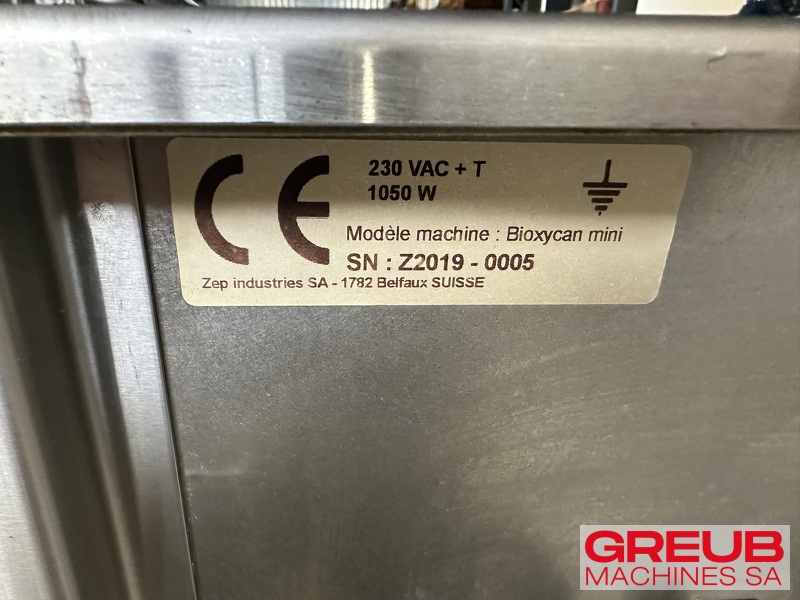 CE
230 VAC + T
1050 W
Modèle machine : Bioxycan mini
SN : Z2019 - 0005
Zep industries SA - 1782 Belfaux SUISSE
GREUB
MACHINES SA